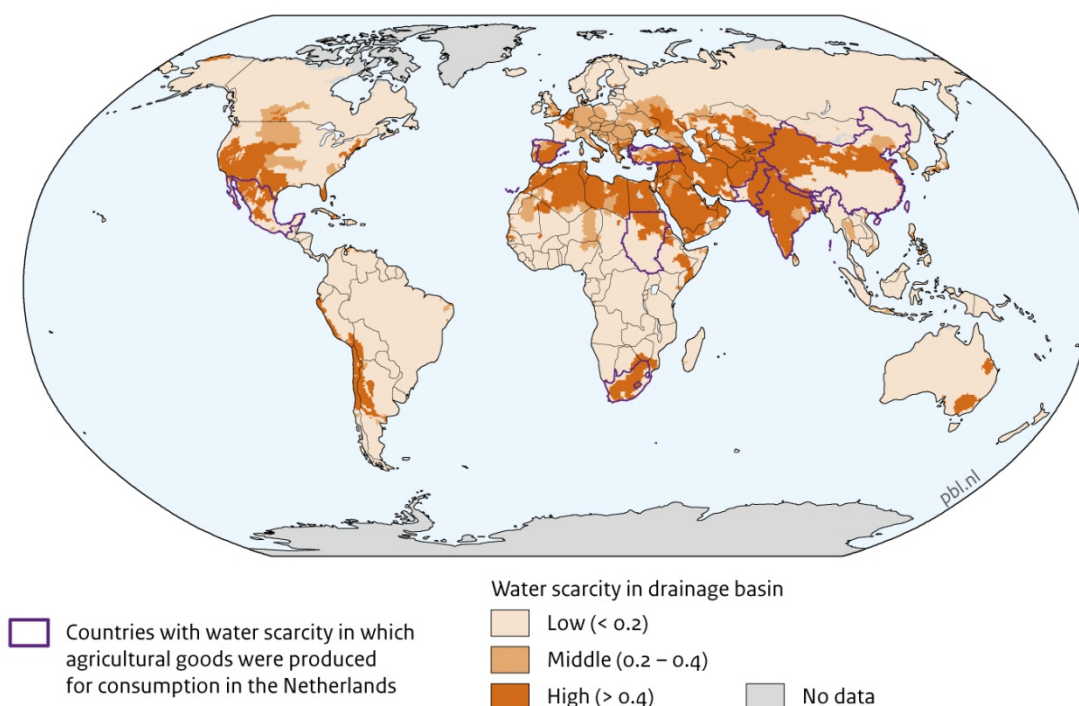 pbl.nl
Countries with water scarcity in which
agricultural goods were produced
for consumption in the Netherlands
Water scarcity in drainage basin
Low (< 0.2)
Middle (0.2 – 0.4)
High (> 0.4)
No data